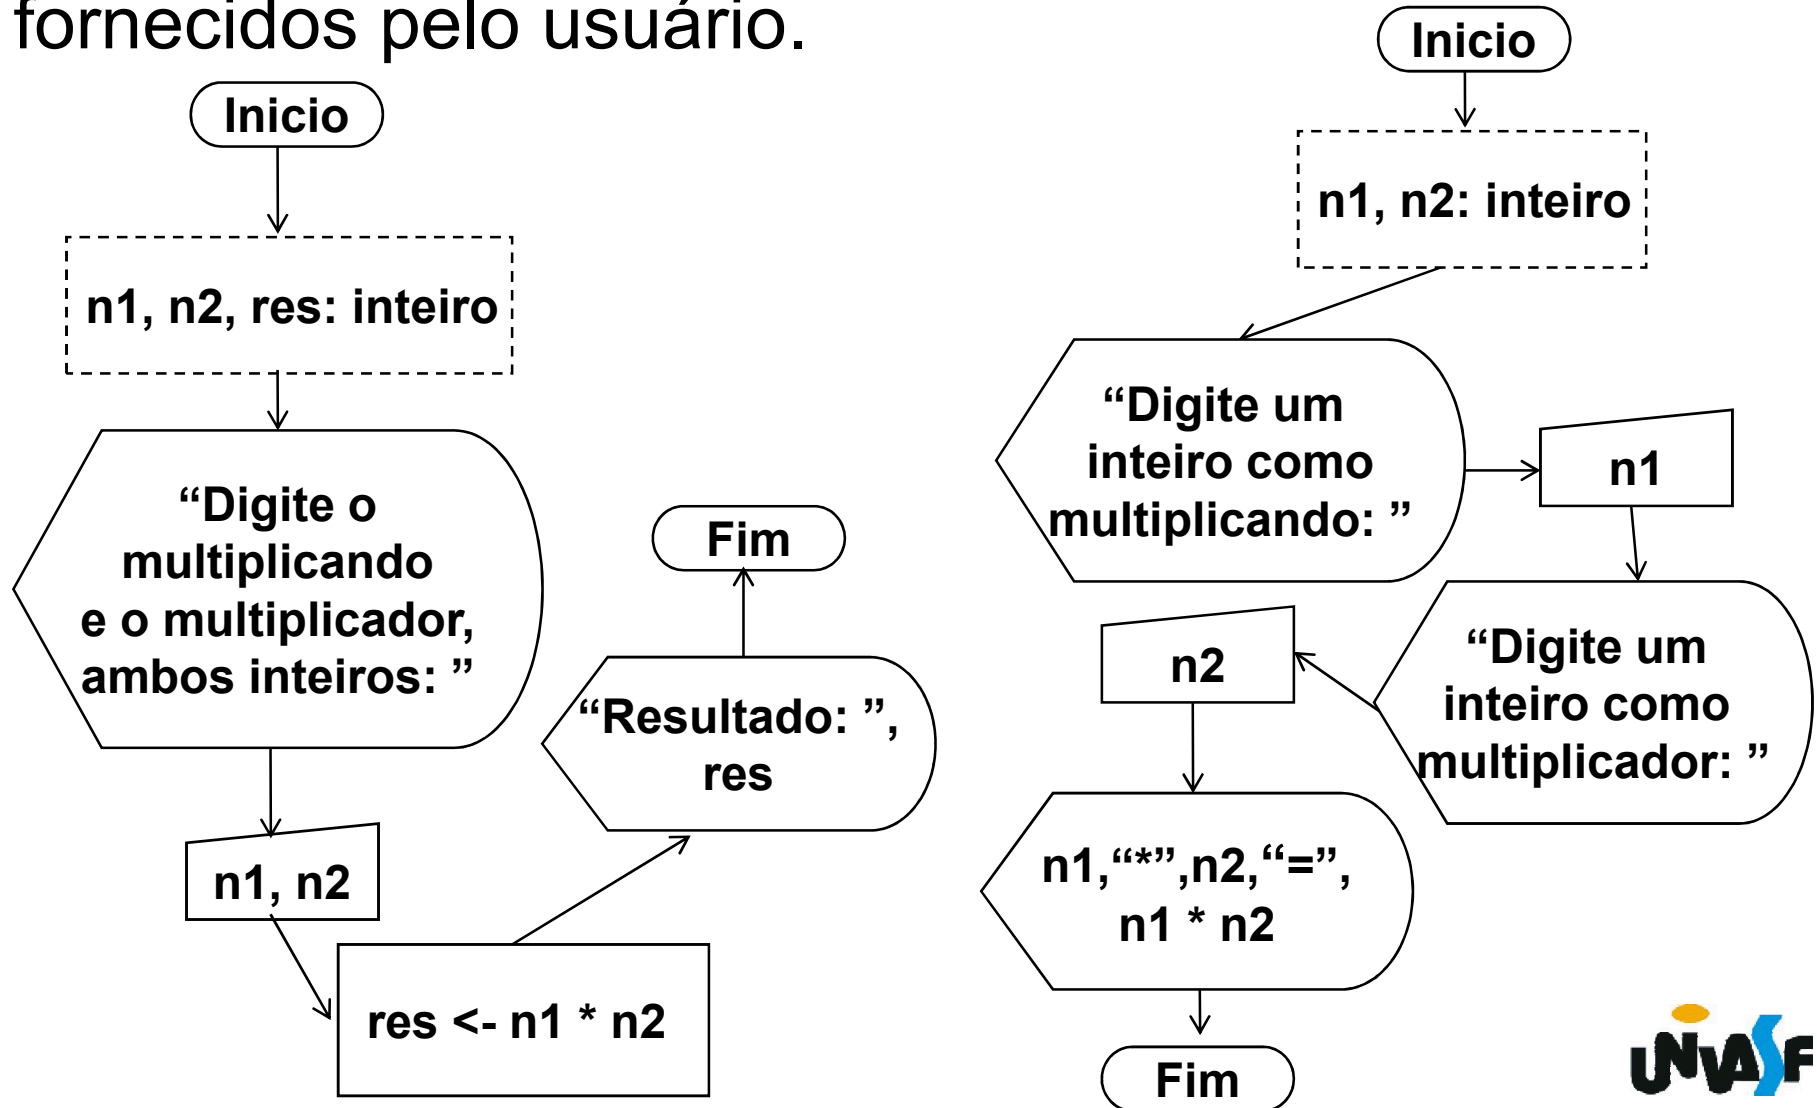 fornecidos pelo usuário.
Inicio
n1, n2, res: inteiro
“Digite o
multiplicando
e o multiplicador,
ambos inteiros: ”
n1, n2
res <- n1 * n2
“Resultado: ”,
res
Fim
Inicio
n1, n2: inteiro
“Digite um
inteiro como
multiplicando: ”
n1
“Digite um
inteiro como
multiplicador: ”
n2
n1,“*”,n2,“=”,
n1 * n2
Fim
UNIVASF